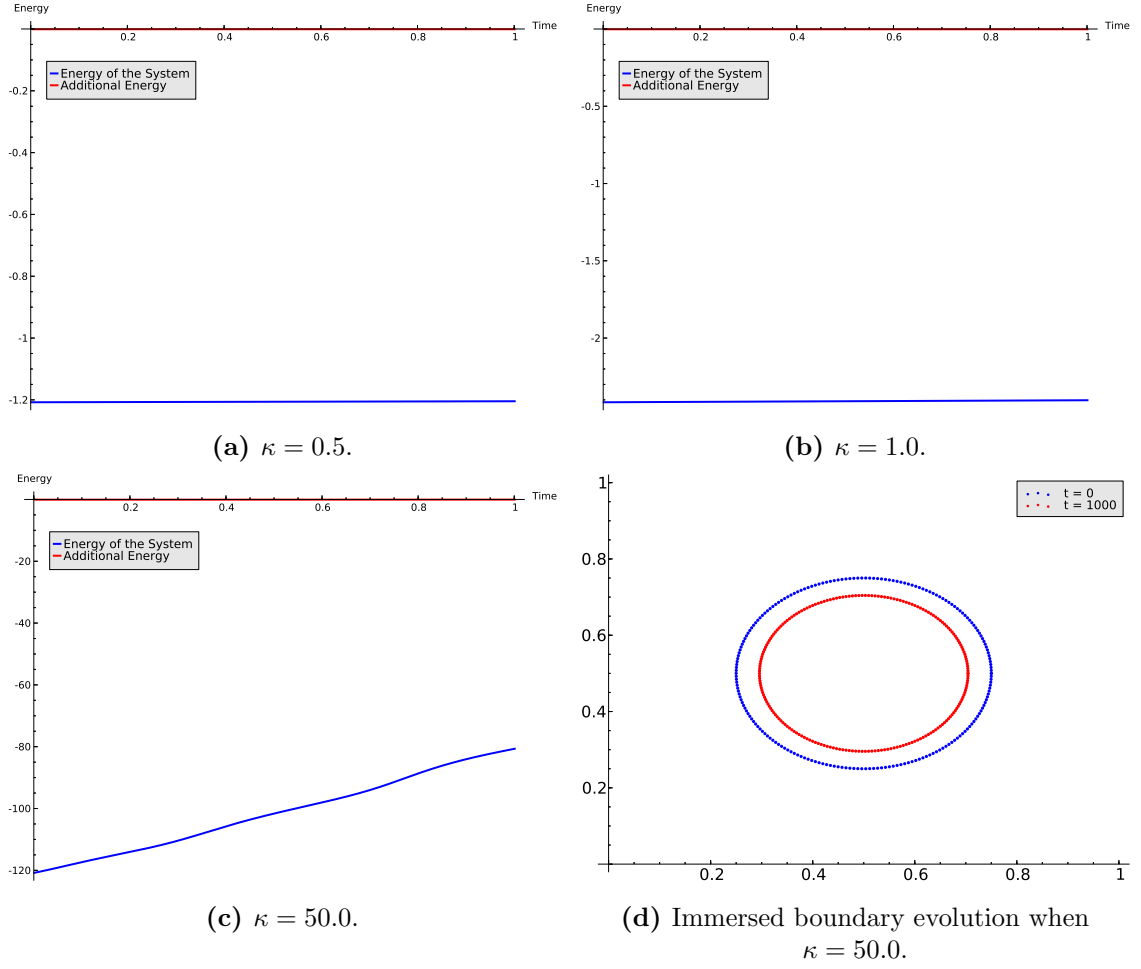 Energy
Time
0.2 0.4 0.6 0.8 1
Energy of the System
Additional Energy
-0.2
-0.4
-0.6
-0.8
-1
-1.2
(a) κ = 0.5.
Energy
Time
0.2 0.4 0.6 0.8 1
Energy of the System
Additional Energy
-0.5
-1
-1.5
-2
(b) κ = 1.0.
Energy
Time
0.2 0.4 0.6 0.8 1
Energy of the System
Additional Energy
-20
-40
-60
-80
-100
-120
(c) κ = 50.0.
1
t = 0
t = 1000
0.8
0.6
0.4
0.2
0.2 0.4 0.6 0.8 1
(d) Immersed boundary evolution when
κ = 50.0.